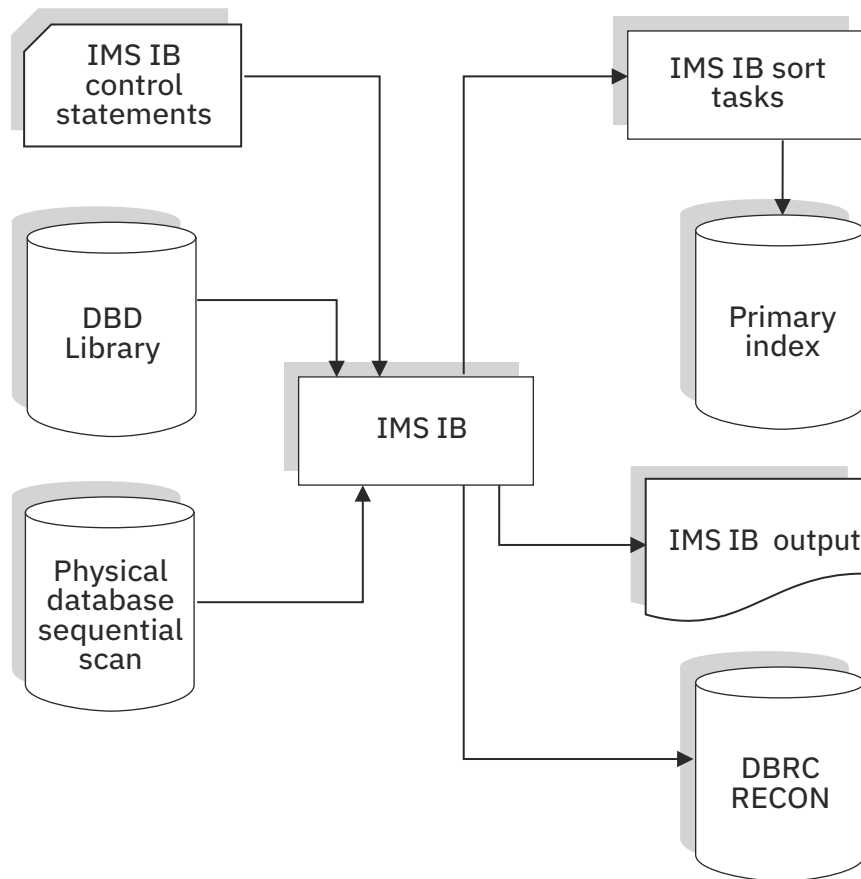 IMS IB
control
statements
IMS IB sort
tasks
DBD
Library
Primary
index
IMS IB
Physical
database
sequential
scan
IMS IB output
DBRC
RECON